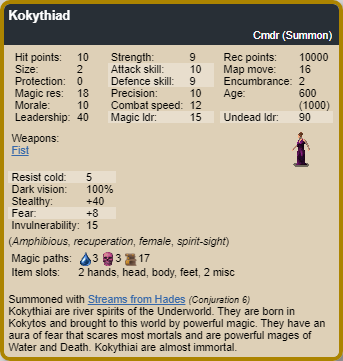 Kokythiad
Cmdr (Summon)
Hit points: 10 Strength: 9 Rec points: 10000
Size: 2 Attack skill: 10 Map move: 16
Protection: 0 Defence skill: 9 Encumbrance: 2
Magic res: 18 Precision: 10 Age: 600
Morale: 10 Combat speed: 12 (1000)
Leadership: 40 Magic ldr: 15 Undead ldr: 90
Weapons:
Fist
Resist cold: 5
Dark vision: 100%
Stealthy: +40
Fear: +8
Invulnerability: 15
(Amphibious, recuperation, female, spirit-sight)
Magic paths: 3 3 17
Item slots: 2 hands, head, body, feet, 2 misc
Summoned with Streams from Hades (Conjuration 6)
Kokythiai are river spirits of the Underworld. They are born in
Kokytos and brought to this world by powerful magic. They have an
aura of fear that scares most mortals and are powerful mages of
Water and Death. Kokythiai are almost immortal.